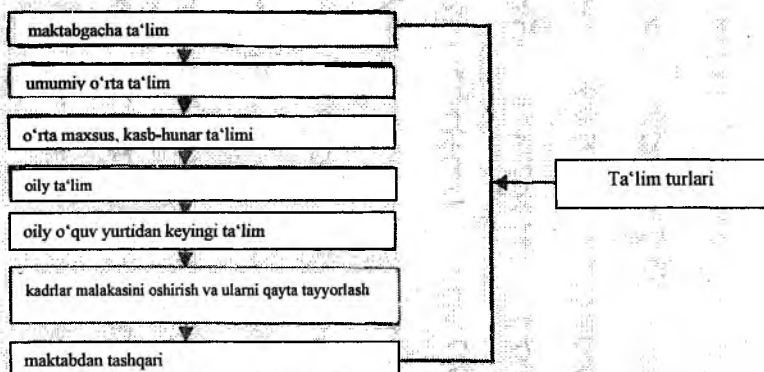 maktabgacha ta‘lim
umumiy o‘rta ta‘lim
o‘rta maxsus, kasb-hunar ta‘limi
oily ta‘lim
Ta‘lim turlari
oily o‘quv yurtidan keyingi ta‘lim
kadrlar malakasini oshirish va ularni qayta tayyorlash
maktabdan tashqari